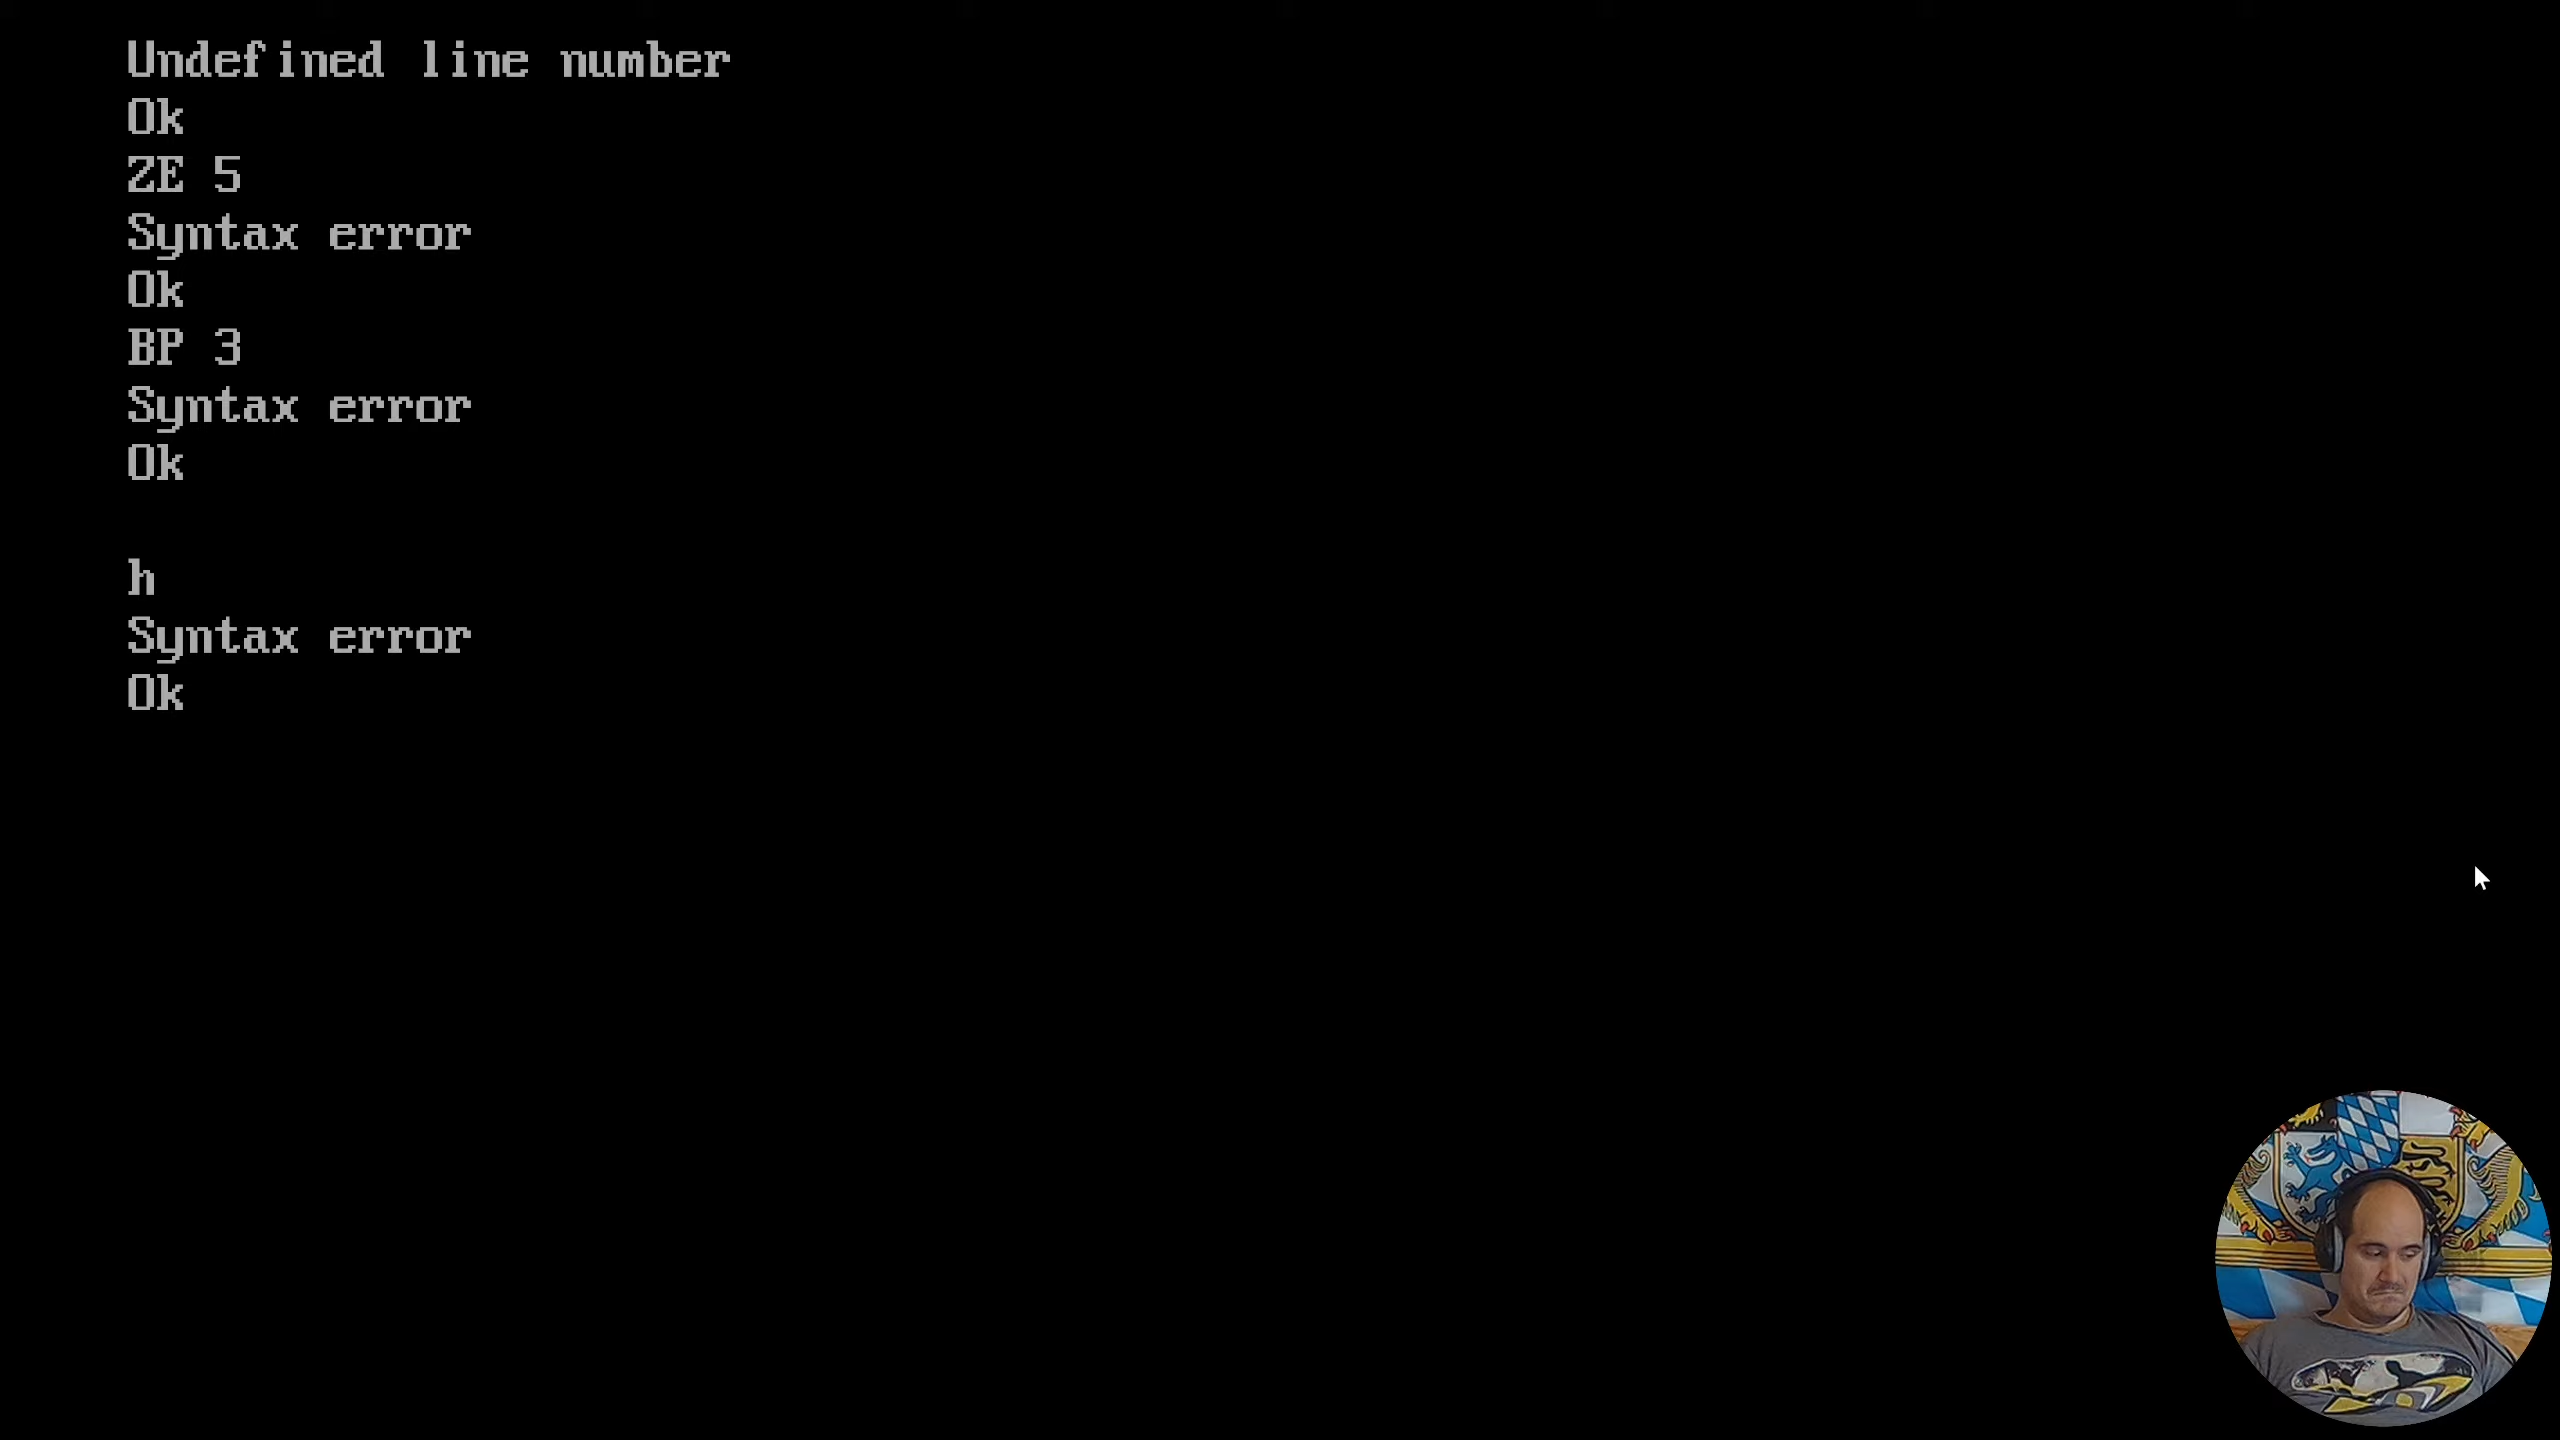 Undefined line number
Ok
ZE 5
Syntax error
Ok
BP 3
Syntax error
Ok
h
Syntax error
Ok